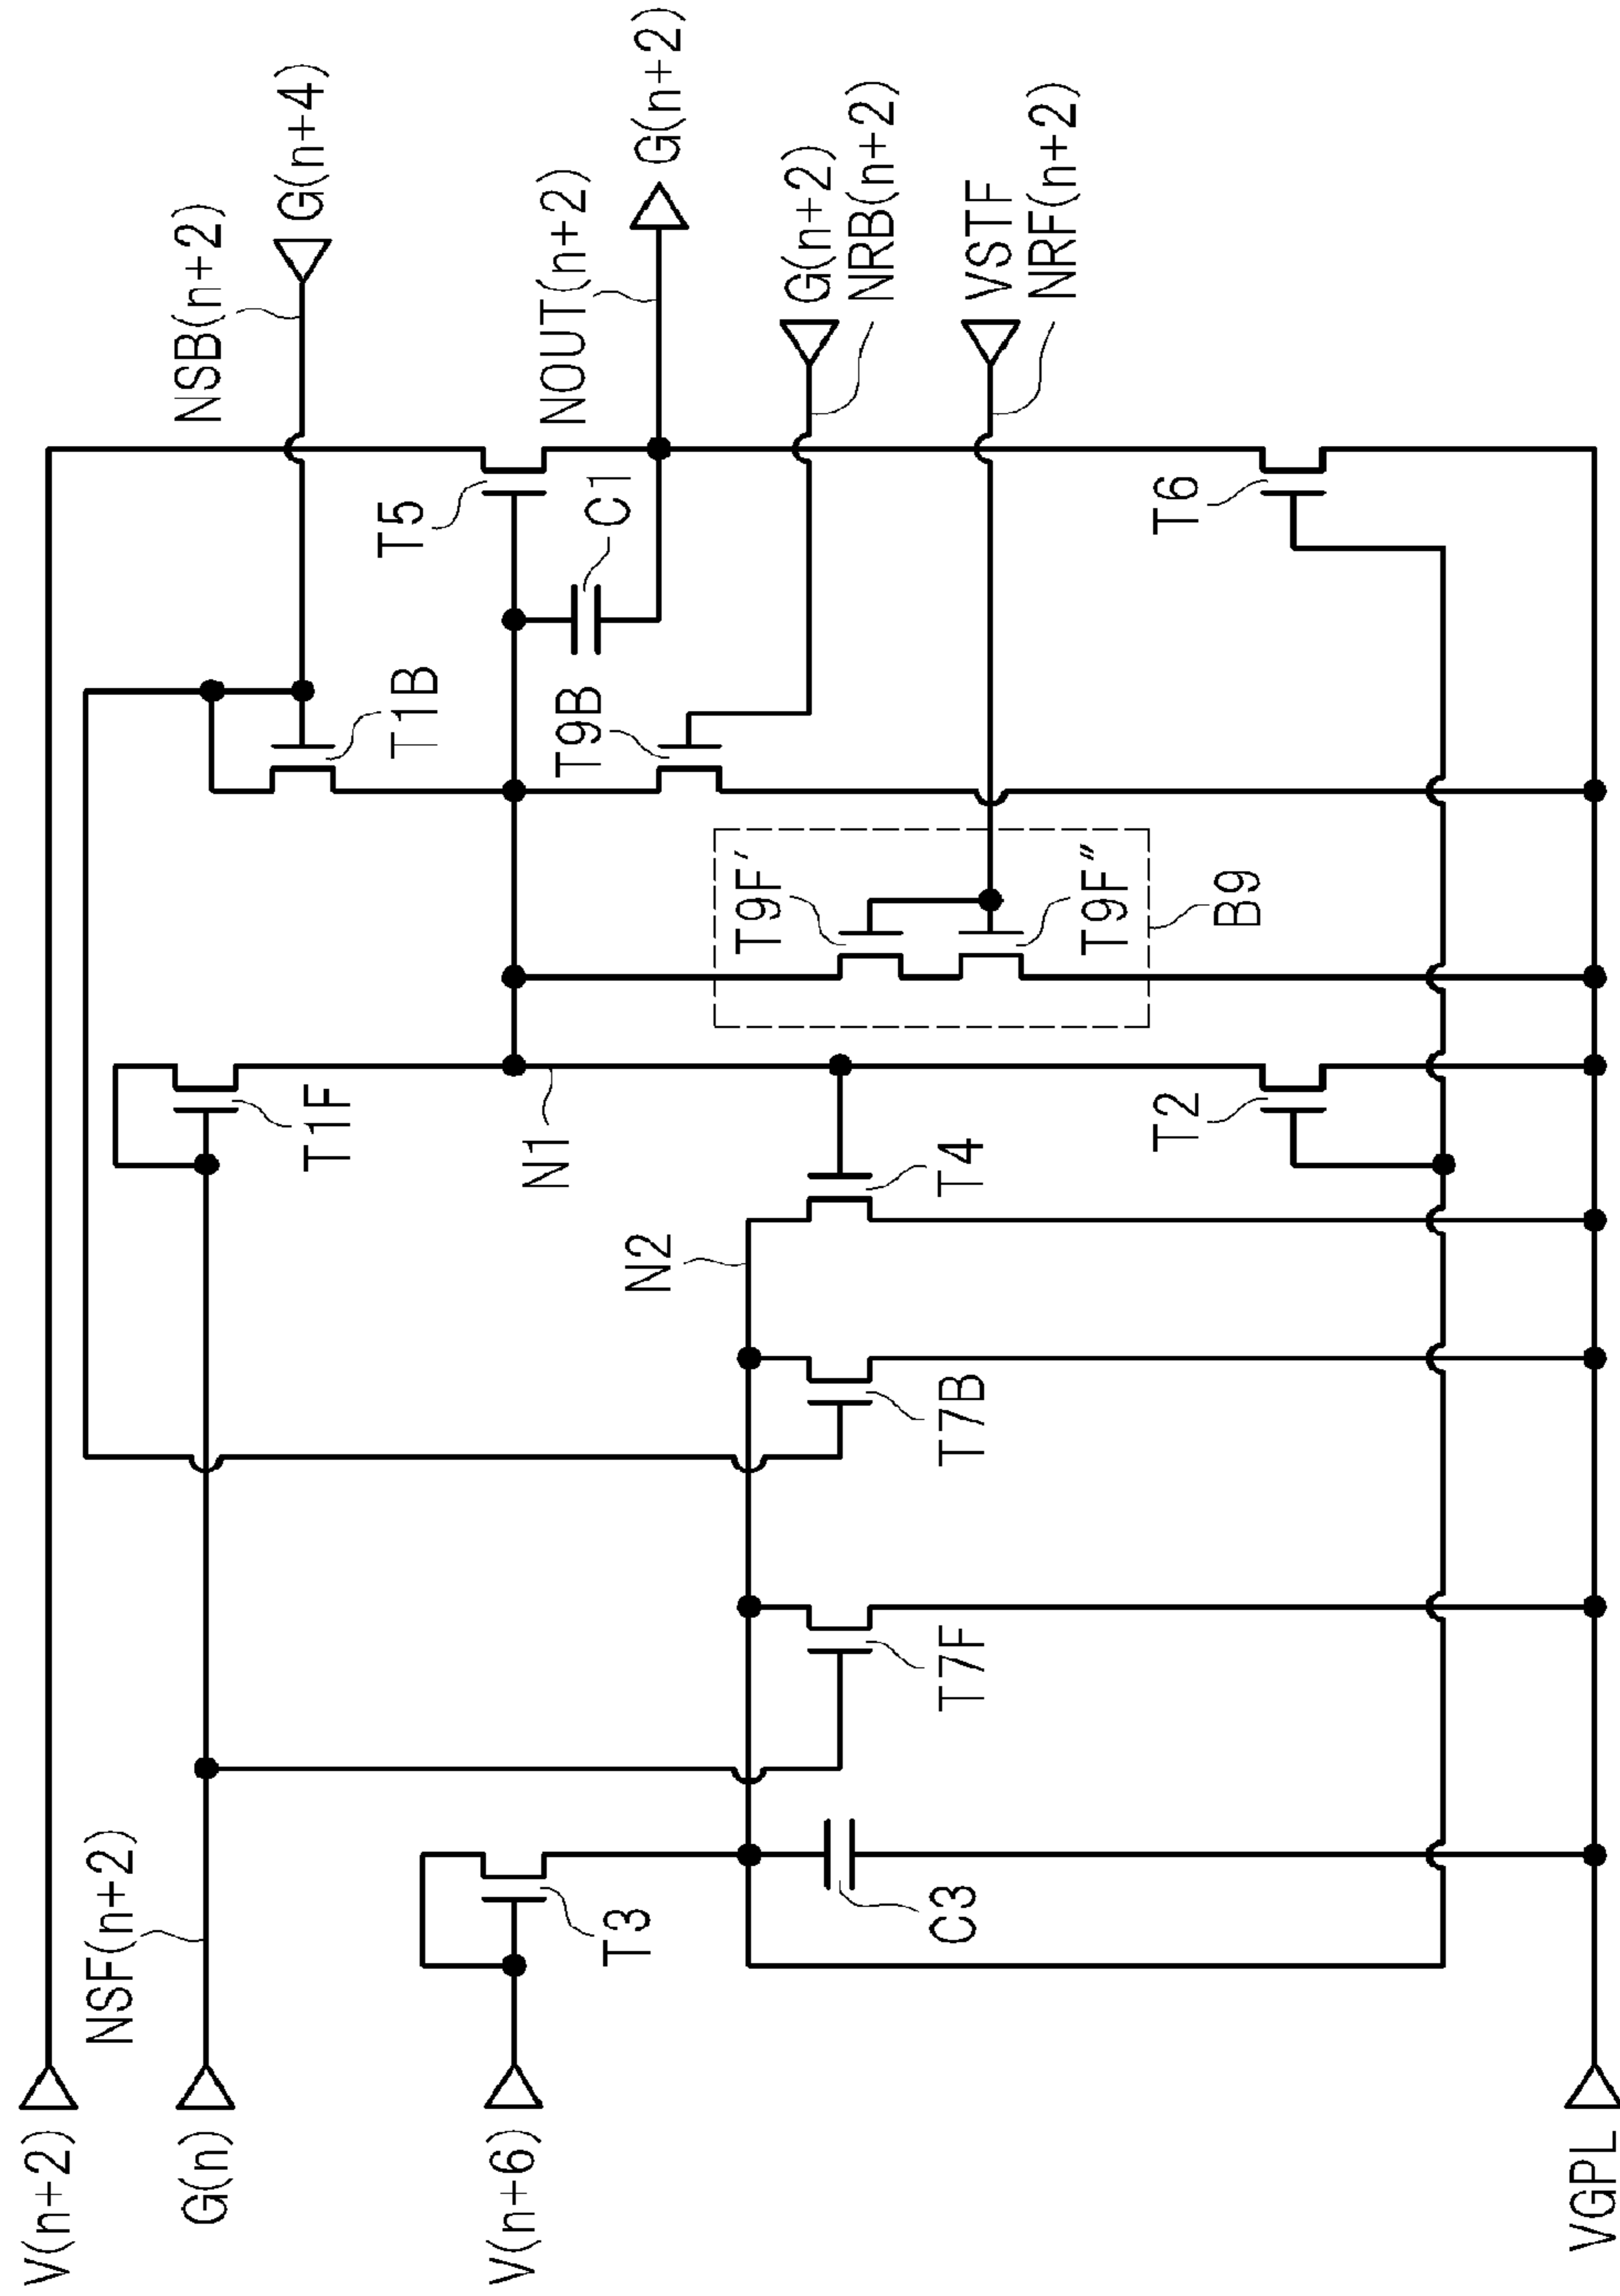 V(n+2)
G(n)
V(n+6)
VGPL
NSF(n+2)
T3
C3
T7F
T7B
N2
T4
T1F
N1
T2
T9F′
T9F″
B9
T1B
T9B
C1
T5
T6
NSB(n+2)
G(n+4)
NOUT(n+2)
G(n+2)
G(n+2)
NRB(n+2)
VSTF
NRF(n+2)